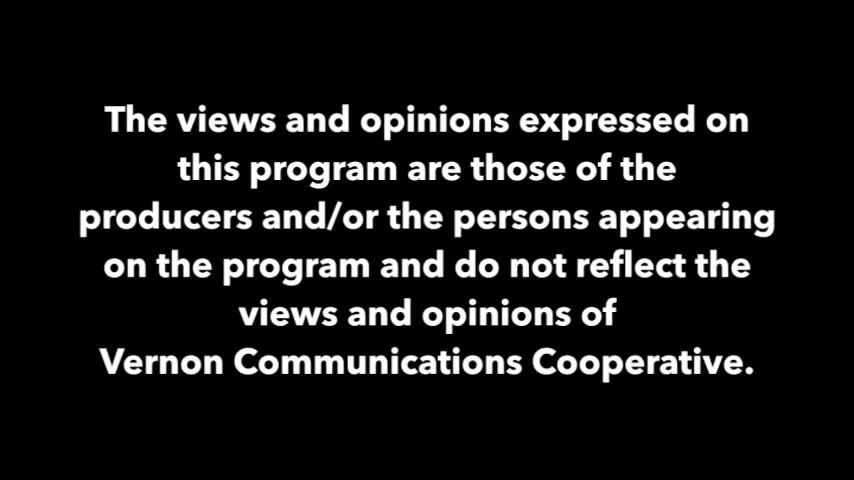 The views and opinions expressed on
this program are those of the
producers and/or the persons appearing
on the program and do not reflect the
views and opinions of
Vernon Communications Cooperative.